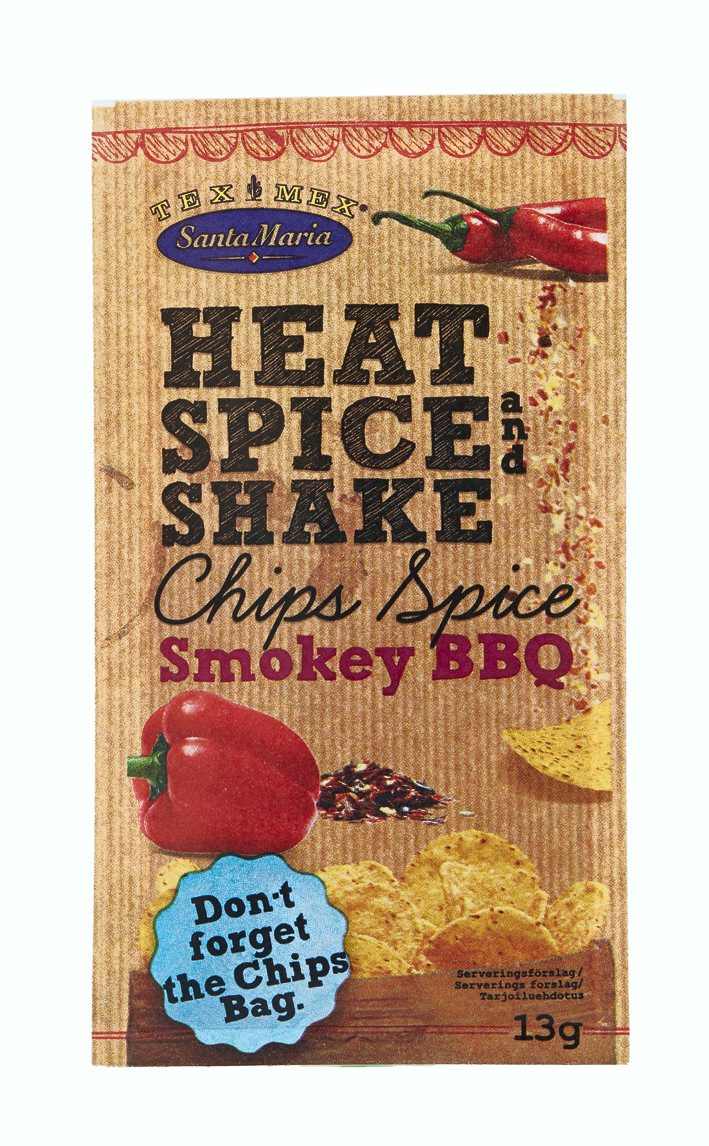 TEX MEX
Santa Maria
HEAT
SPICE and
SHAKE
Chips Spice
Smokey BBQ
Don't
forget
the Chips
Bag.
Serveringsförslag/
Serverings forslag/
Tarjoiluehdotus
13g